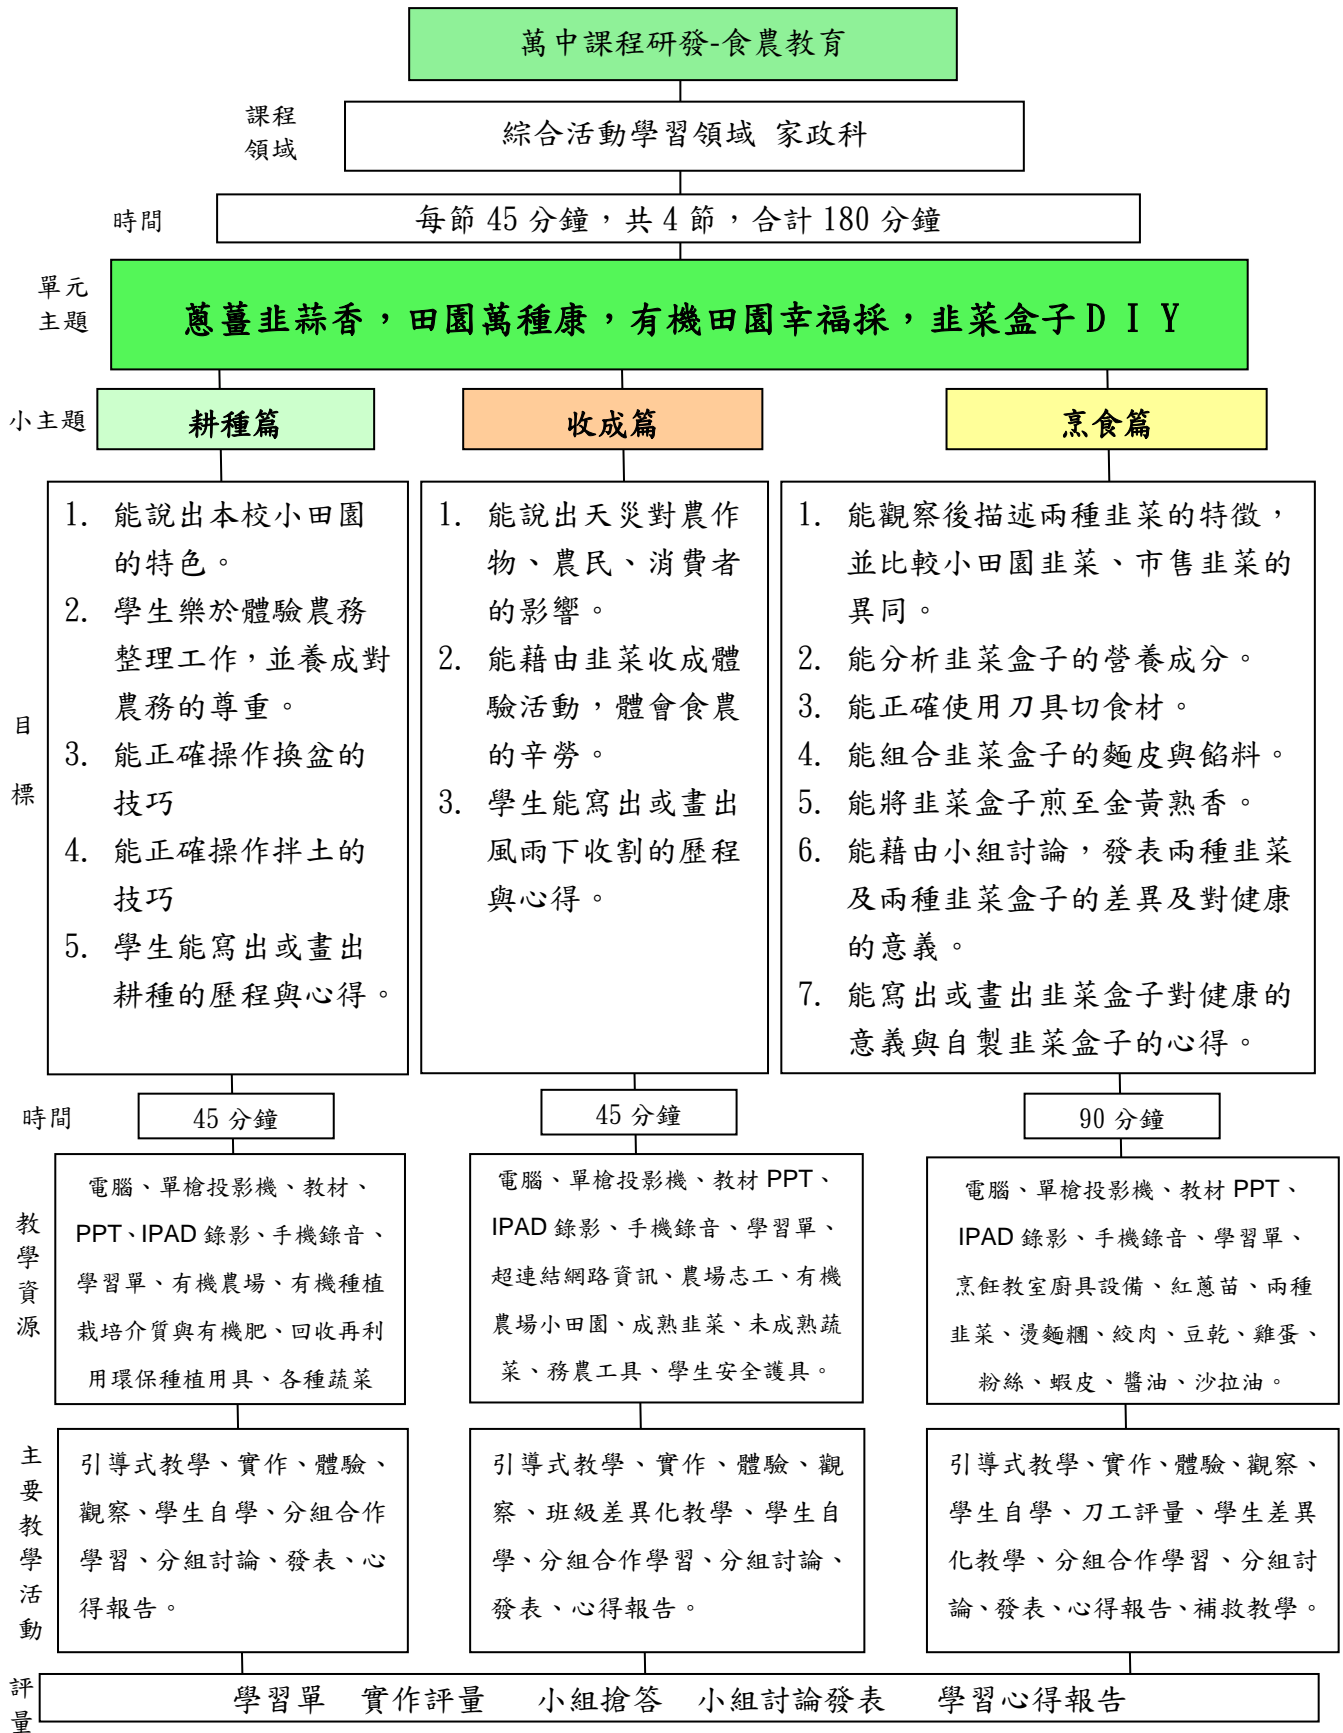 萬中課程研發-食農教育
課程
領域
綜合活動學習領域 家政科
時間
每節 45 分鐘，共 4 節，合計 180 分鐘
單元
主題
蔥薑韭蒜香，田園萬種康，有機田園幸福採，韭菜盒子ＤＩＹ
小主題
耕種篇
收成篇
烹食篇
目
標
1. 能說出本校小田園
的特色。
2. 學生樂於體驗農務
整理工作，並養成對
農務的尊重。
3. 能正確操作換盆的
技巧
4. 能正確操作拌土的
技巧
5. 學生能寫出或畫出
耕種的歷程與心得。
1. 能說出天災對農作
物、農民、消費者
的影響。
2. 能藉由韭菜收成體
驗活動，體會食農
的辛勞。
3. 學生能寫出或畫出
風雨下收割的歷程
與心得。
1. 能觀察後描述兩種韭菜的特徵，
並比較小田園韭菜、市售韭菜的
異同。
2. 能分析韭菜盒子的營養成分。
3. 能正確使用刀具切食材。
4. 能組合韭菜盒子的麵皮與餡料。
5. 能將韭菜盒子煎至金黃熟香。
6. 能藉由小組討論，發表兩種韭菜
及兩種韭菜盒子的差異及對健康
的意義。
7. 能寫出或畫出韭菜盒子對健康的
意義與自製韭菜盒子的心得。
時間
45 分鐘
45 分鐘
90 分鐘
教
學
資
源
電腦、單槍投影機、教材、
PPT、IPAD 錄影、手機錄音、
學習單、有機農場、有機種植
栽培介質與有機肥、回收再利
用環保種植用具、各種蔬菜
電腦、單槍投影機、教材 PPT、
IPAD 錄影、手機錄音、學習單、
超連結網路資訊、農場志工、有機
農場小田園、成熟韭菜、未成熟蔬
菜、務農工具、學生安全護具。
電腦、單槍投影機、教材 PPT、
IPAD 錄影、手機錄音、學習單、
烹飪教室廚具設備、紅蔥苗、兩種
韭菜、燙麵糰、絞肉、豆乾、雞蛋、
粉絲、蝦皮、醬油、沙拉油。
主
要
教
學
活
動
引導式教學、實作、體驗、
觀察、學生自學、分組合作
學習、分組討論、發表、心
得報告。
引導式教學、實作、體驗、觀
察、班級差異化教學、學生自
學、分組合作學習、分組討論、
發表、心得報告。
引導式教學、實作、體驗、觀察、
學生自學、刀工評量、學生差異
化教學、分組合作學習、分組討
論、發表、心得報告、補救教學。
評
量
學習單 實作評量 小組搶答 小組討論發表 學習心得報告